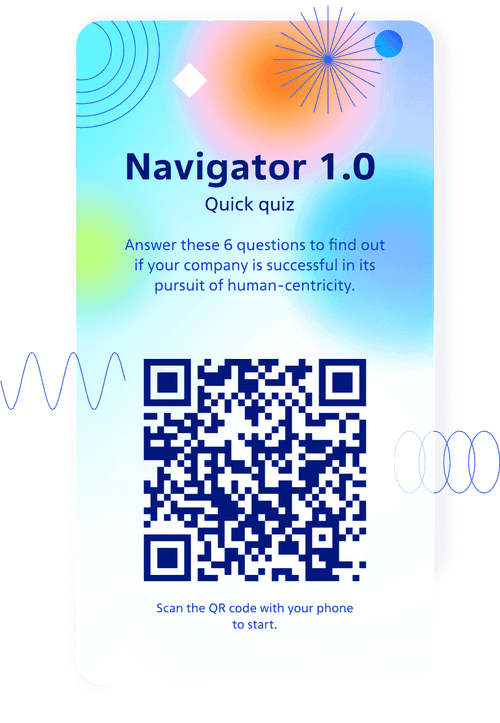 Navigator 1.0
Quick quiz
Answer these 6 questions to find out
if your company is successful in its
pursuit of human-centricity.
Scan the QR code with your phone
to start.